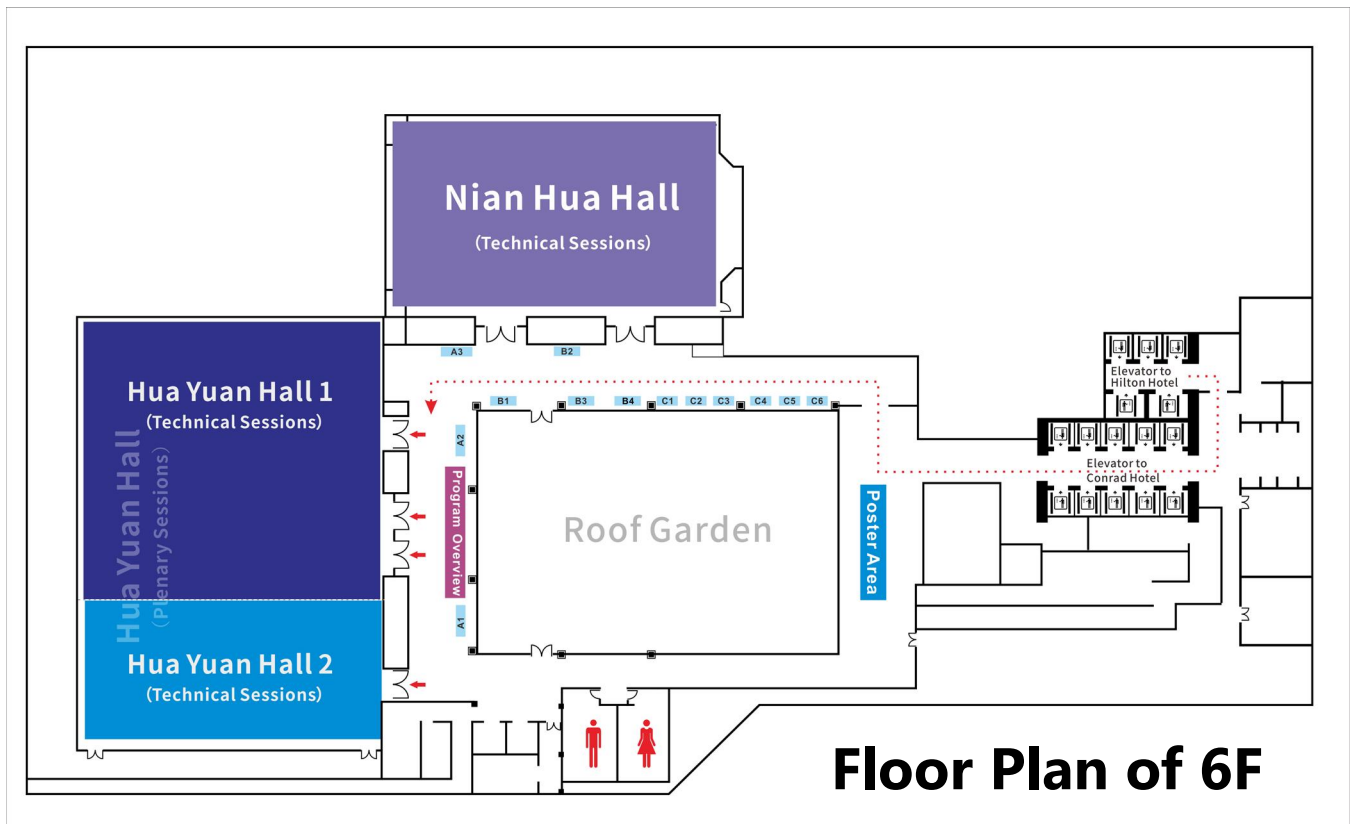 Nian Hua Hall
(Technical Sessions)
A3
B2
Elevator to
Hilton Hotel
Hua Yuan Hall 1
(Technical Sessions)
B1
B3
B4
C1
C2
C3
C4
C5
C6
A2
Hua Yuan Hall
(Plenary Sessions)
Elevator to
Conrad Hotel
Program Overview
Roof Garden
Poster Area
A1
Hua Yuan Hall 2
(Technical Sessions)
Floor Plan of 6F